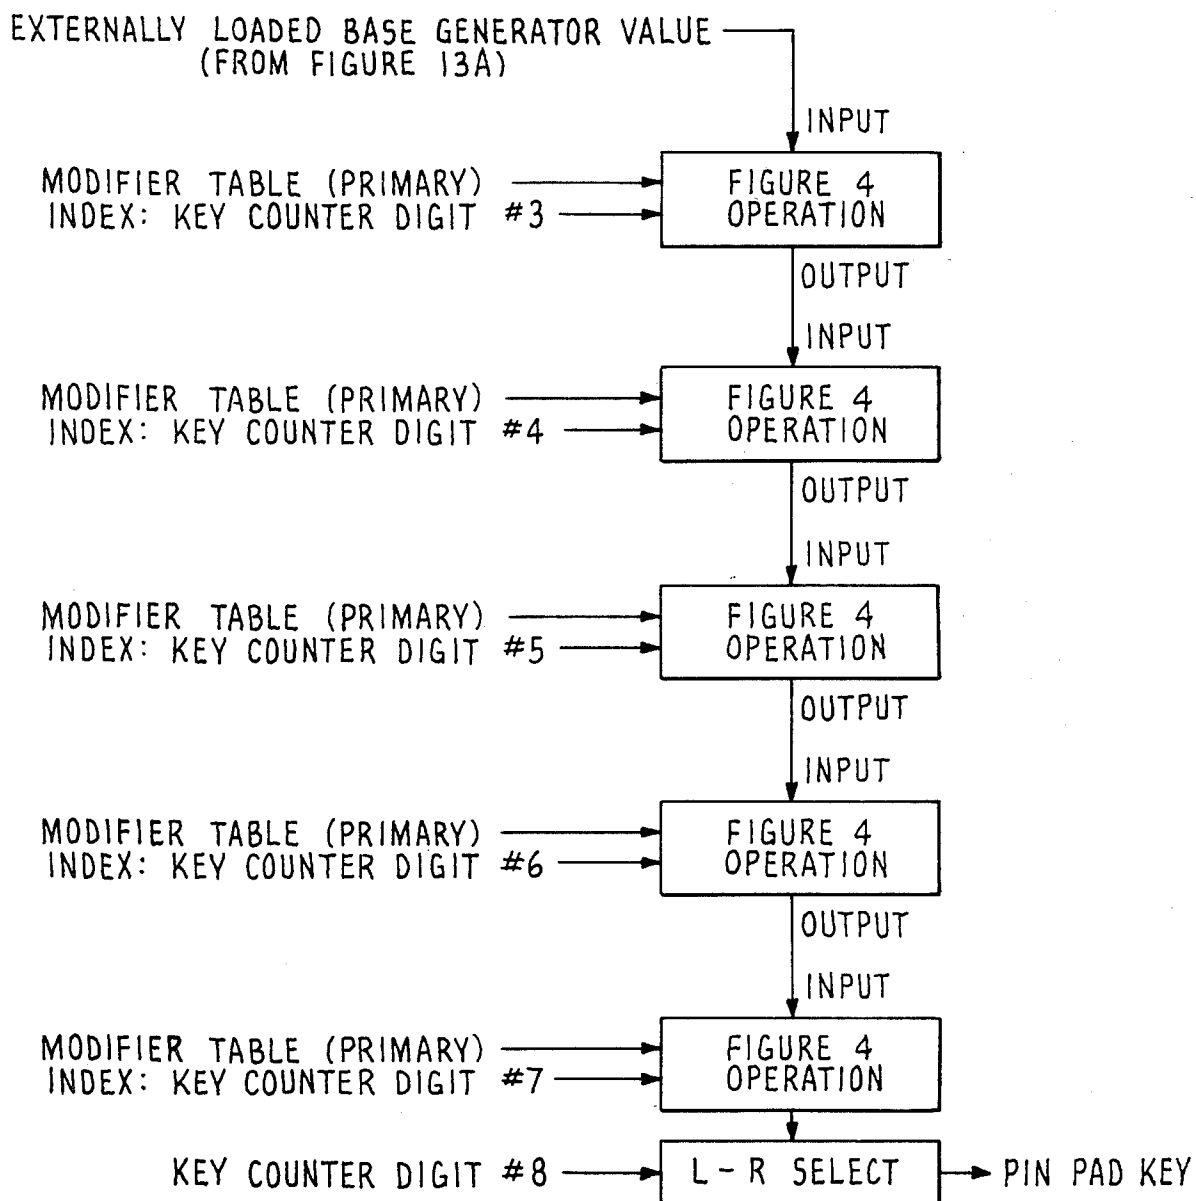 EXTERNALLY LOADED BASE GENERATOR VALUE
(FROM FIGURE 13A)
INPUT
MODIFIER TABLE (PRIMARY)
INDEX: KEY COUNTER DIGIT #3
FIGURE 4
OPERATION
OUTPUT
INPUT
MODIFIER TABLE (PRIMARY)
INDEX: KEY COUNTER DIGIT #4
FIGURE 4
OPERATION
OUTPUT
INPUT
MODIFIER TABLE (PRIMARY)
INDEX: KEY COUNTER DIGIT #5
FIGURE 4
OPERATION
OUTPUT
INPUT
MODIFIER TABLE (PRIMARY)
INDEX: KEY COUNTER DIGIT #6
FIGURE 4
OPERATION
OUTPUT
INPUT
MODIFIER TABLE (PRIMARY)
INDEX: KEY COUNTER DIGIT #7
FIGURE 4
OPERATION
KEY COUNTER DIGIT #8
L-R SELECT
PIN PAD KEY